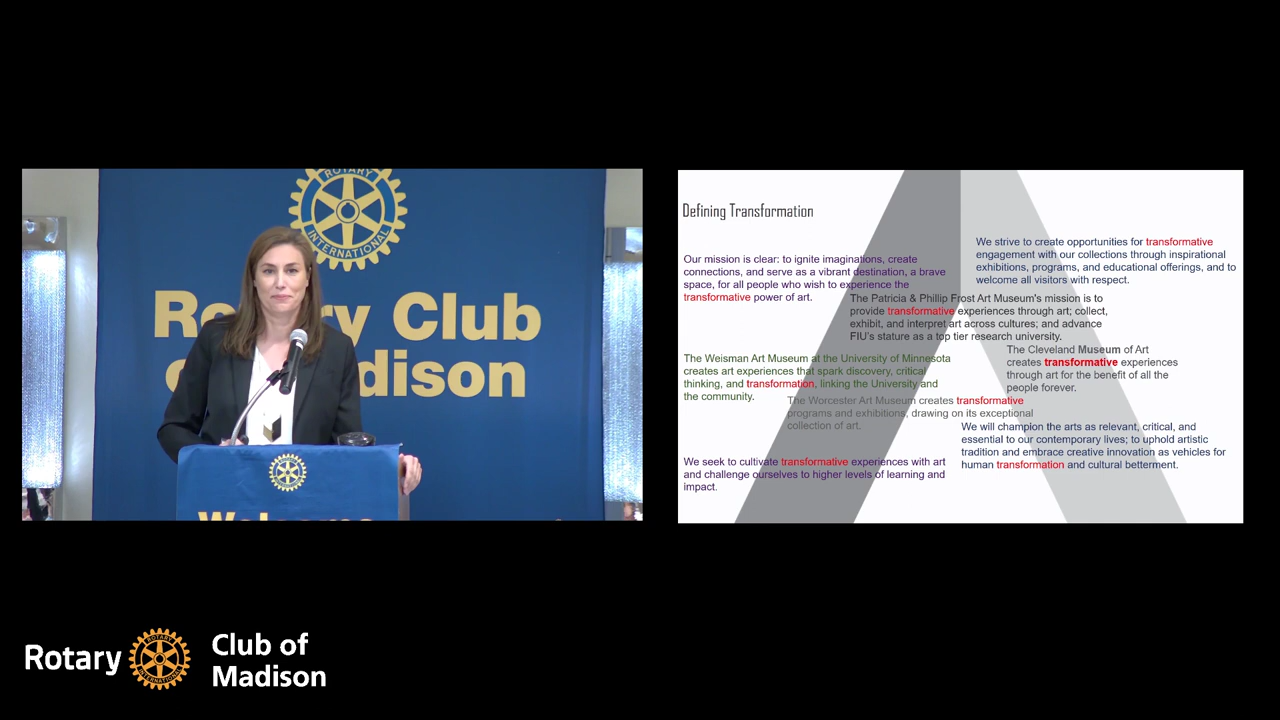 ROTARY
INTERNATIONAL
Ro ry Club
o dison
Welcome
Defining Transformation
Our mission is clear: to ignite imaginations, create
connections, and serve as a vibrant destination, a brave
space, for all people who wish to experience the
transformative power of art.
We strive to create opportunities for transformative
engagement with our collections through inspirational
exhibitions, programs, and educational offerings, and to
welcome all visitors with respect.
The Patricia & Phillip Frost Art Museum's mission is to
provide transformative experiences through art; collect,
exhibit, and interpret art across cultures; and advance
FIU's stature as a top tier research university.
The Weisman Art Museum at the University of Minnesota
creates art experiences that spark discovery, critical
thinking, and transformation, linking the University and
the community.
The Cleveland Museum of Art
creates transformative experiences
through art for the benefit of all the
people forever.
The Worcester Art Museum creates transformative
programs and exhibitions, drawing on its exceptional
collection of art.
We will champion the arts as relevant, critical, and
essential to our contemporary lives; to uphold artistic
tradition and embrace creative innovation as vehicles for
human transformation and cultural betterment.
We seek to cultivate transformative experiences with art
and challenge ourselves to higher levels of learning and
impact.
Rotary
ROTARY
INTERNATIONAL
Club of
Madison